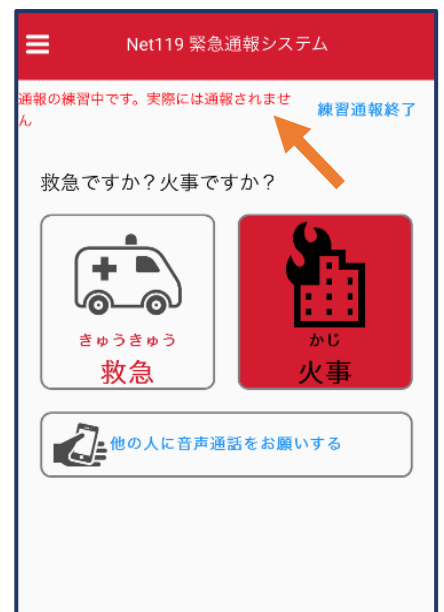 Net119 緊急通報システム
通報の練習中です。実際には通報されませ
ん
練習通報終了
救急ですか？火事ですか？
きゅうきゅう
救急
かじ
火事
他の人に音声通話をお願いする